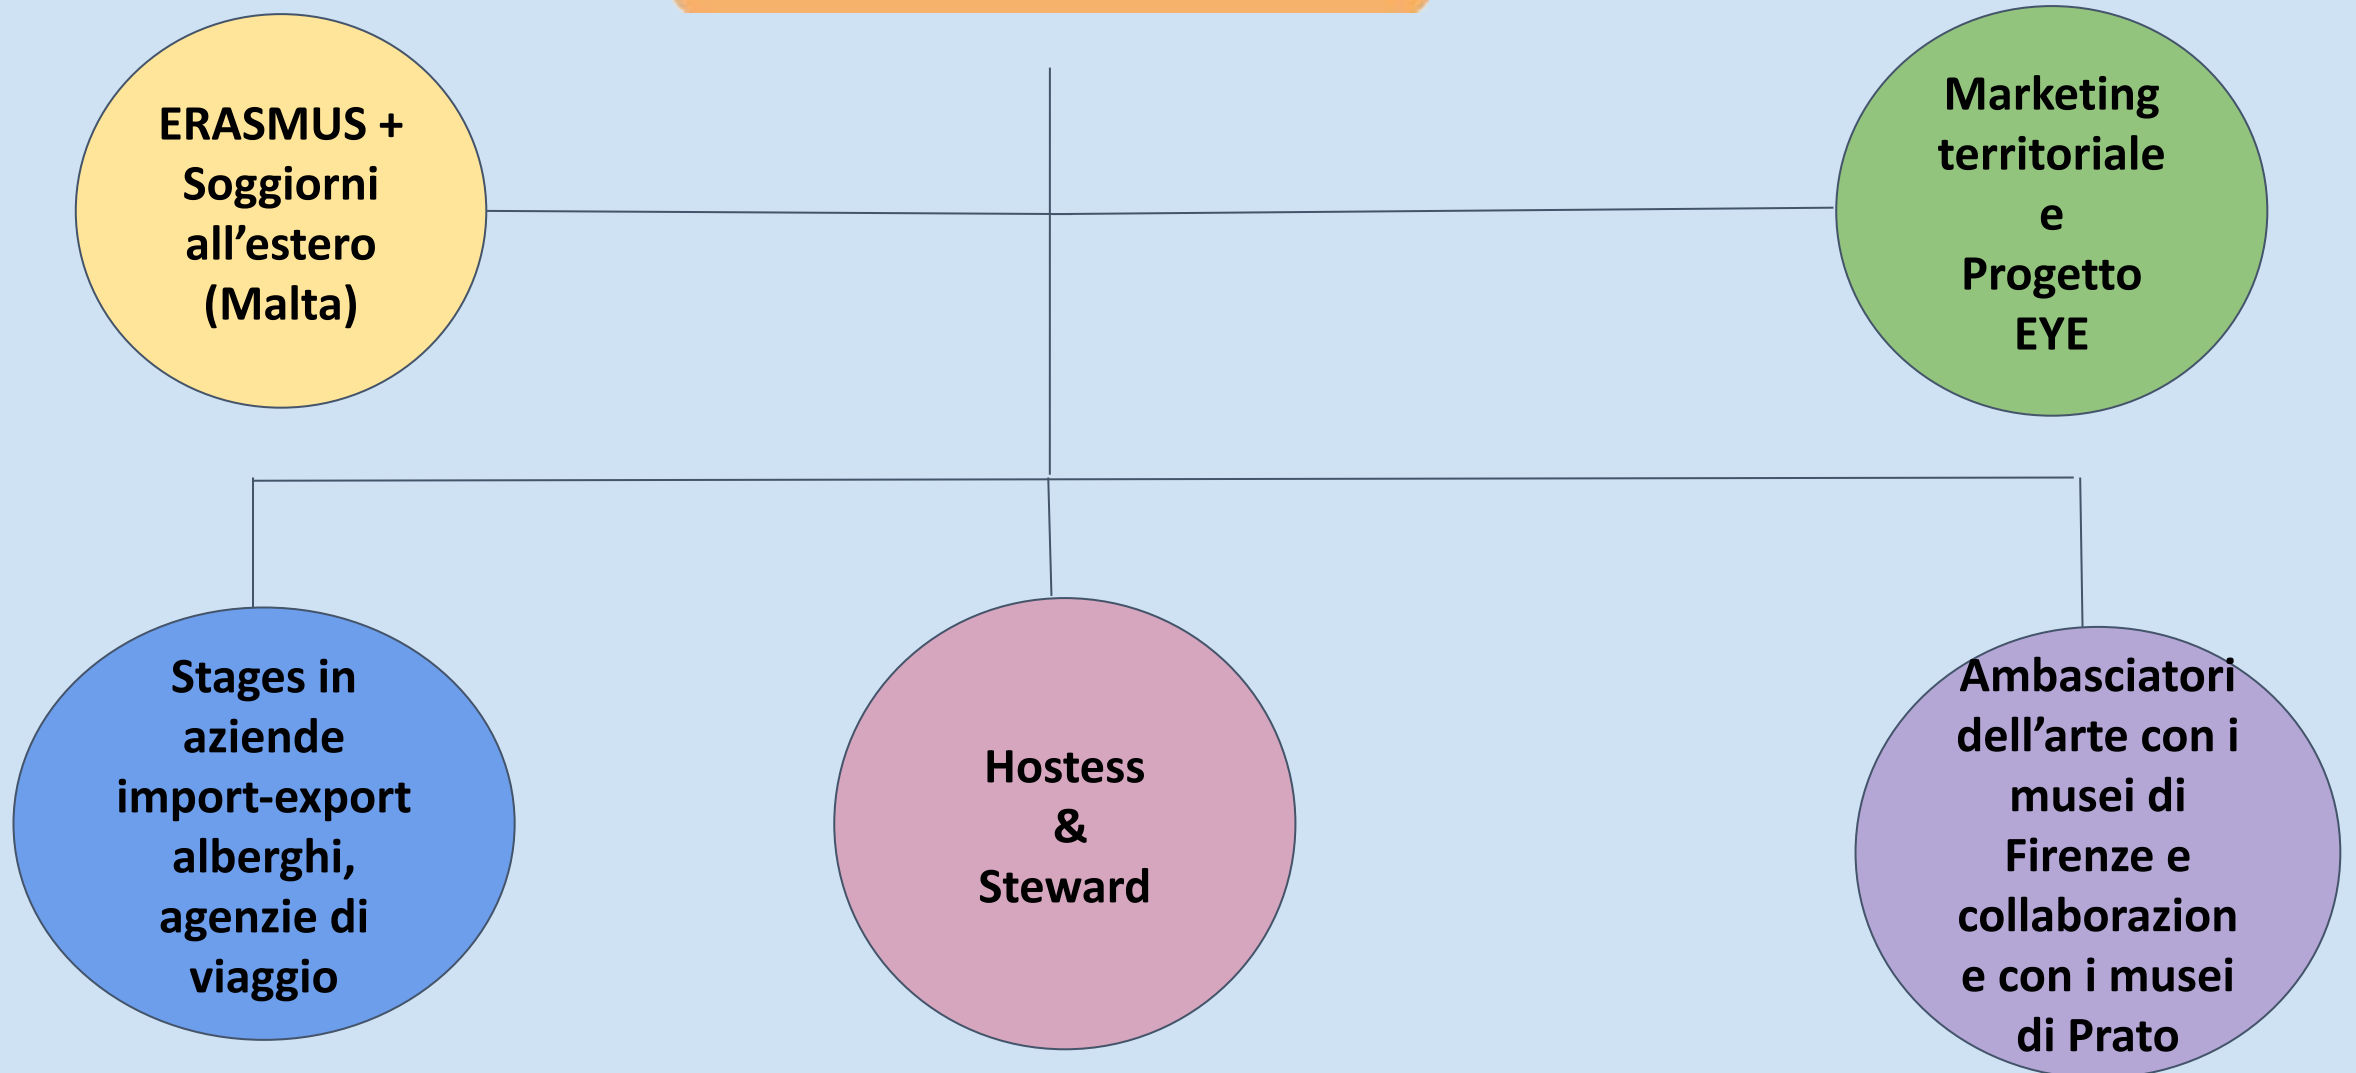 ERASMUS +
Soggiorni
all’estero
(Malta)
Marketing
territoriale
e
Progetto
EYE
Stages in
aziende
import-export
alberghi,
agenzie di
viaggio
Hostess
&
Steward
Ambasciatori
dell’arte con i
musei di
Firenze e
collaborazion
e con i musei
di Prato